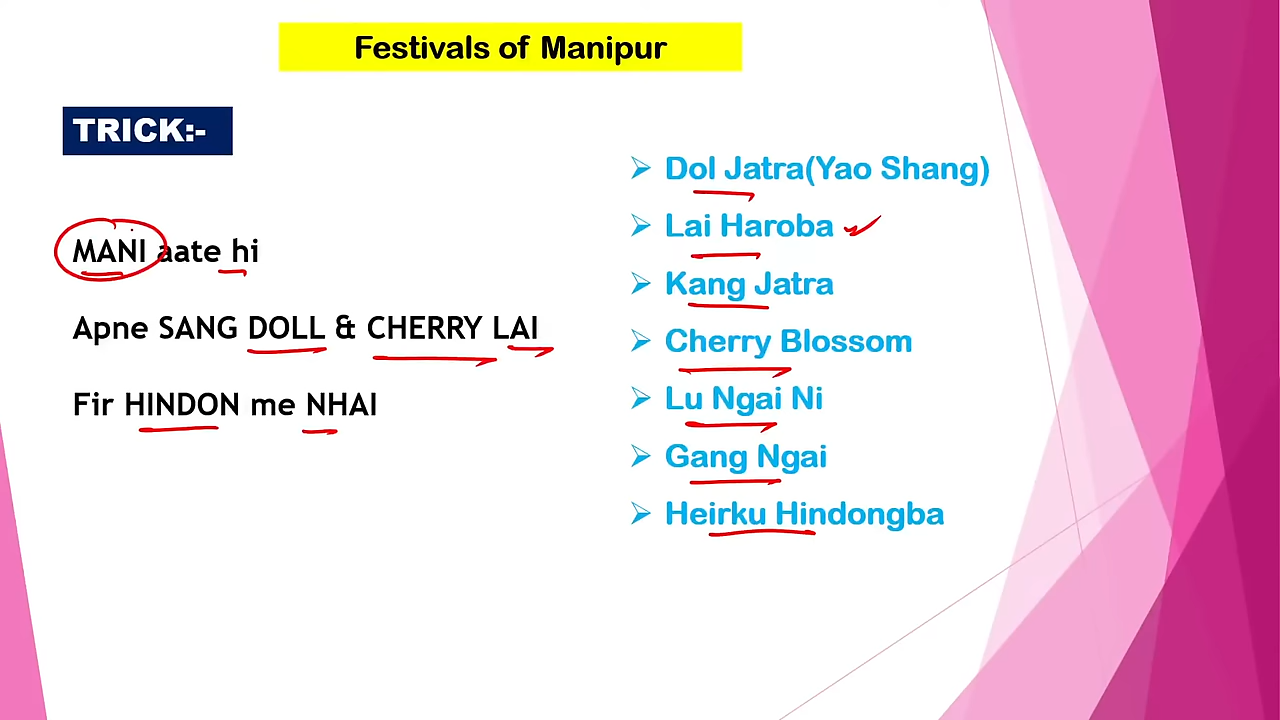 Festivals of Manipur
TRICK:-
MANI aate hi
Apne SANG DOLL & CHERRY LAI
Fir HINDON me NHAI
Dol Jatra(Yao Shang)
Lai Haroba
Kang Jatra
Cherry Blossom
Lu Ngai Ni
Gang Ngai
Heirku Hindongba